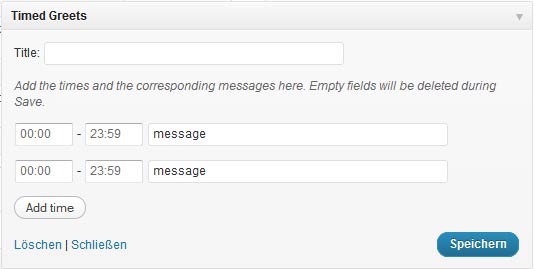 Timed Greets
Title:
Add the times and the corresponding messages here. Empty fields will be deleted during
Save.
00:00 - 23:59 message
00:00 - 23:59 message
Add time
Löschen | Schließen Speichern